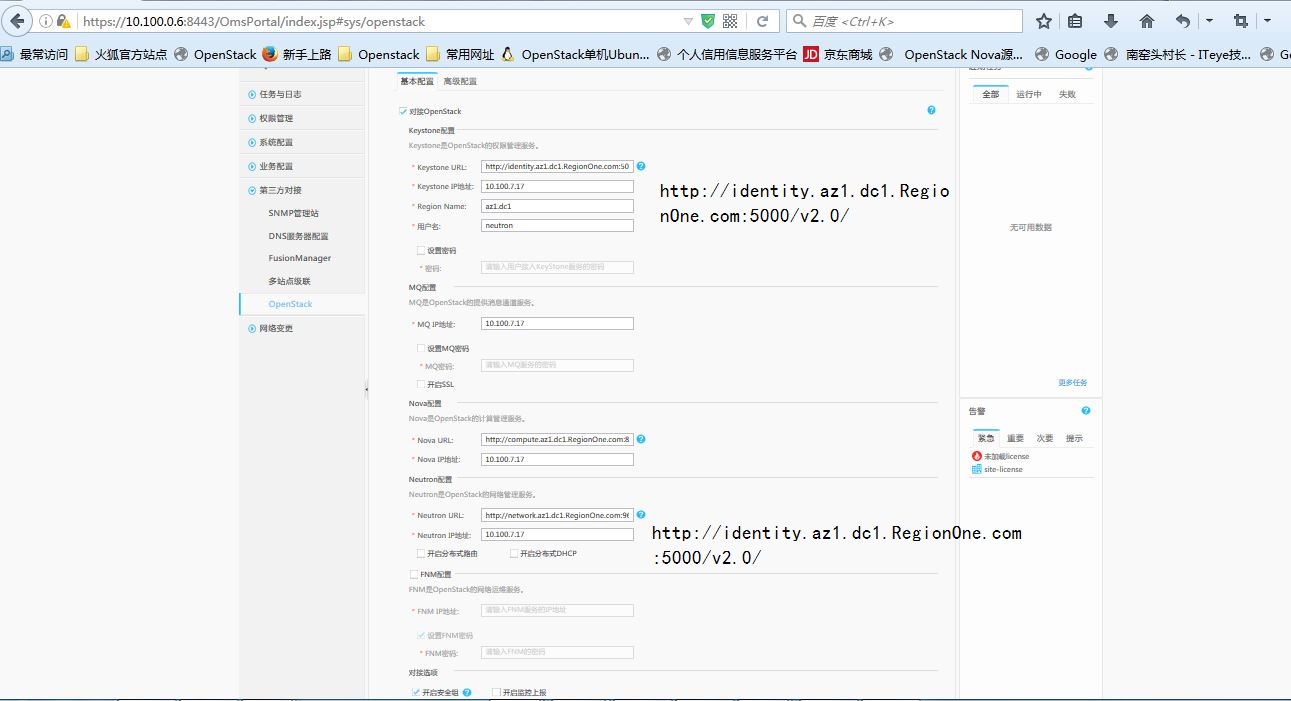 https://10.100.0.6:8443/OmsPortal/index.jsp#sys/openstack
百度 <Ctrl+K>
最常访问 火狐官方站点 OpenStack 新手上路 Openstack 常用网址 OpenStack单机Ubun... 个人信用信息服务平台 京东商城 OpenStack Nova源... Google 南窑头村长 - ITeye技...
任务与日志
权限管理
系统配置
业务配置
第三方对接
SNMP管理站
DNS服务器配置
FusionManager
多站点级联
OpenStack
网络变更
基本配置 高级配置
对接OpenStack
Keystone配置
Keystone是OpenStack的权限管理服务。
* Keystone URL: http://identity.az1.dc1.RegionOne.com:50
* Keystone IP地址: 10.100.7.17
* Region Name: az1.dc1
* 用户名: neutron
http://identity.az1.dc1.Regio
nOne.com:5000/v2.0/
设置密码
* 密码: 请输入用户接入KeyStone服务的密码
MQ配置
MQ是OpenStack的提供消息通道服务。
* MQ IP地址: 10.100.7.17
设置MQ密码
* MQ密码: 请输入MQ服务的密码
开启SSL
Nova配置
Nova是OpenStack的计算管理服务。
* Nova URL: http://compute.az1.dc1.RegionOne.com:8
* Nova IP地址: 10.100.7.17
Neutron配置
Neutron是OpenStack的网络管理服务。
* Neutron URL: http://network.az1.dc1.RegionOne.com:96
* Neutron IP地址: 10.100.7.17
http://identity.az1.dc1.RegionOne.com
:5000/v2.0/
开启分布式路由 开启分布式DHCP
FNM配置
FNM是OpenStack的网络运维服务。
* FNM IP地址: 请输入FNM服务的IP地址
设置FNM密码
* FNM密码: 请输入FNM的密码
对接选项
开启安全组 开启监控上报
全部 运行中 失败
无可用数据
更多任务
告警
紧急 重要 次要 提示
未加载license
site-license